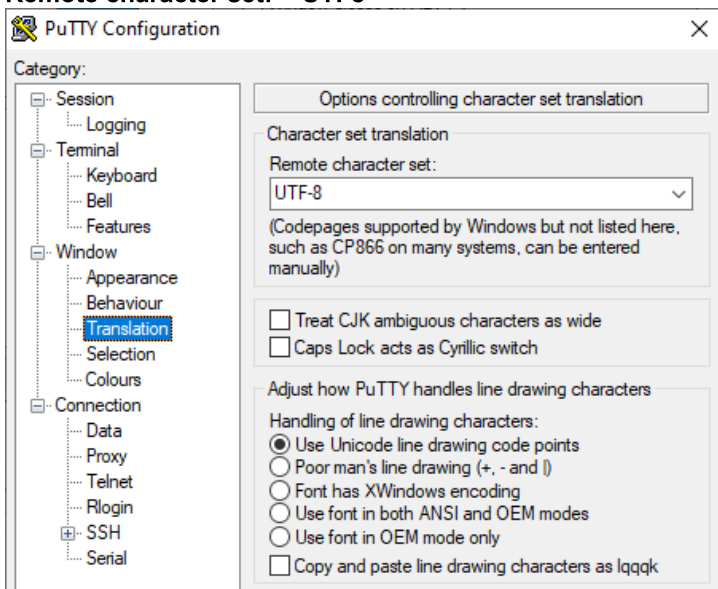 PuTTY Configuration
Category:
Session
Logging
Terminal
Keyboard
Bell
Features
Window
Appearance
Behaviour
Translation
Selection
Colours
Connection
Data
Proxy
Telnet
Rlogin
SSH
Serial
Options controlling character set translation
Character set translation
Remote character set:
UTF-8
(Codepages supported by Windows but not listed here,
such as CP866 on many systems, can be entered
manually)
Treat CJK ambiguous characters as wide
Caps Lock acts as Cyrillic switch
Adjust how PuTTY handles line drawing characters
Handling of line drawing characters:
Use Unicode line drawing code points
Poor man's line drawing (+, - and |)
Font has XWindows encoding
Use font in both ANSI and OEM modes
Use font in OEM mode only
Copy and paste line drawing characters as lqqqk